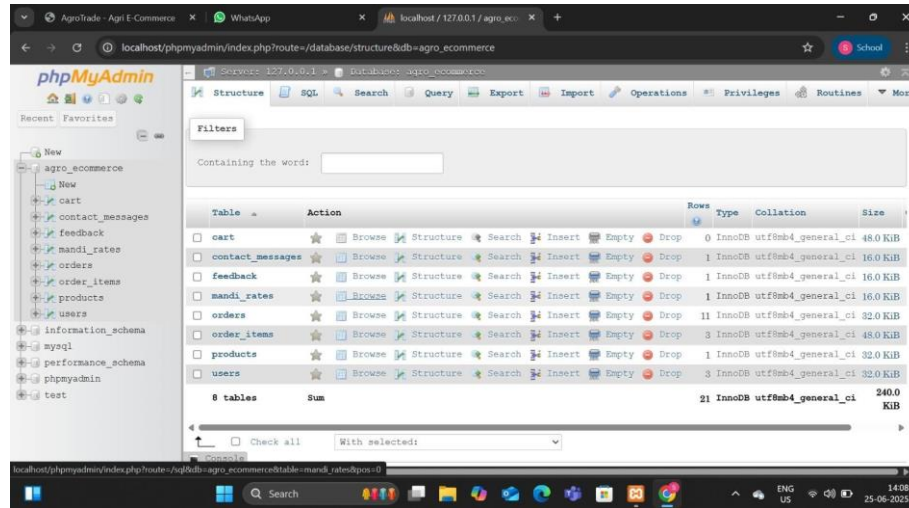 AgroTrade - Agri E-Commerce
WhatsApp
localhost / 127.0.0.1 / agro_eco
localhost/phpmyadmin/index.php?route=/database/structure&db=agro_ecommerce
School
phpMyAdmin
Recent Favorites
New
agro_ecommerce
New
cart
contact_messages
feedback
mandi_rates
orders
order_items
products
users
information_schema
mysql
performance_schema
phpmyadmin
test
Server: 127.0.0.1 » Database: agro_ecommerce
Structure SQL Search Query Export Import Operations Privileges Routines Mor
Filters
Containing the word:
Table Action Rows Type Collation Size
cart Browse Structure Search Insert Empty Drop 0 InnoDB utf8mb4_general_ci 48.0 KiB
contact_messages Browse Structure Search Insert Empty Drop 1 InnoDB utf8mb4_general_ci 16.0 KiB
feedback Browse Structure Search Insert Empty Drop 1 InnoDB utf8mb4_general_ci 16.0 KiB
mandi_rates Browse Structure Search Insert Empty Drop 1 InnoDB utf8mb4_general_ci 16.0 KiB
orders Browse Structure Search Insert Empty Drop 11 InnoDB utf8mb4_general_ci 32.0 KiB
order_items Browse Structure Search Insert Empty Drop 3 InnoDB utf8mb4_general_ci 48.0 KiB
products Browse Structure Search Insert Empty Drop 1 InnoDB utf8mb4_general_ci 32.0 KiB
users Browse Structure Search Insert Empty Drop 3 InnoDB utf8mb4_general_ci 32.0 KiB
8 tables Sum 21 InnoDB utf8mb4_general_ci 240.0
KiB
Check all With selected:
Console
localhost/phpmyadmin/index.php?route=/sql&db=agro_ecommerce&table=mandi_rates&pos=0
Search
ENG
US
14:08
25-06-2025